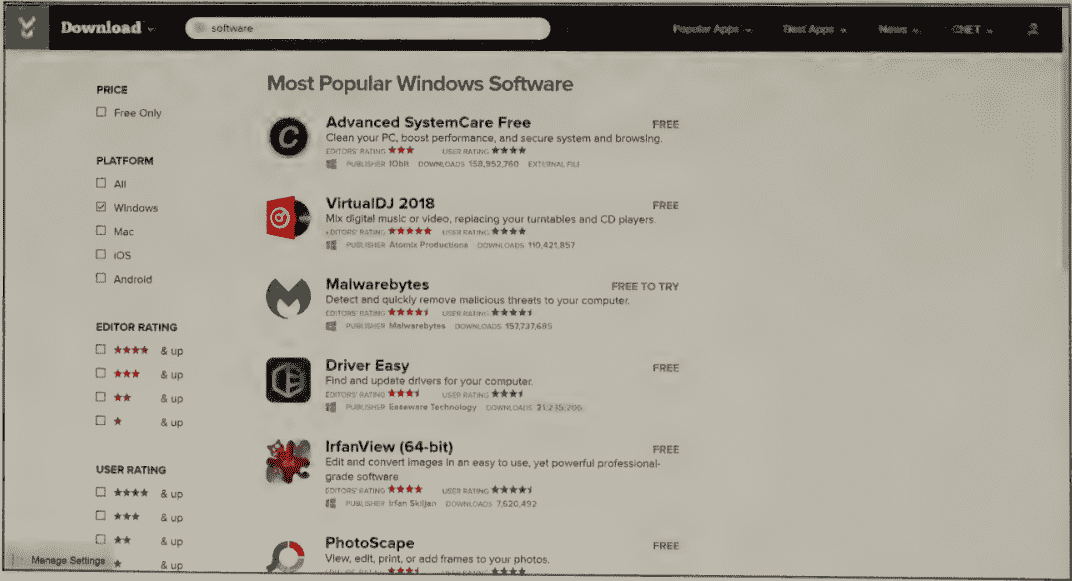 Download
software
Popular Apps
Best Apps
News
CNET
PRICE
Free Only
PLATFORM
All
Windows
Mac
iOS
Android
EDITOR RATING
& up
& up
& up
& up
USER RATING
& up
& up
& up
& up
Manage Settings
Most Popular Windows Software
Advanced SystemCare Free FREE
Clean your PC, boost performance, and secure system and browsing.
EDITORS' RATING USER RATING
PUBLISHER IObit DOWNLOADS 158,952,760 EXTERNAL FILE
VirtualDJ 2018 FREE
Mix digital music or video, replacing your turntables and CD players.
EDITORS' RATING USER RATING
PUBLISHER Atomix Productions DOWNLOADS 110,421,857
Malwarebytes FREE TO TRY
Detect and quickly remove malicious threats to your computer.
EDITORS' RATING USER RATING
PUBLISHER Malwarebytes DOWNLOADS 157,737,685
Driver Easy FREE
Find and update drivers for your computer.
EDITORS' RATING USER RATING
PUBLISHER Easeware Technology DOWNLOADS
IrfanView (64-bit) FREE
Edit and convert images in an easy to use, yet powerful professional-
grade software
EDITORS' RATING USER RATING
PUBLISHER Irfan Skiljan DOWNLOADS 7,620,492
PhotoScape FREE
View, edit, print, or add frames to your photos.